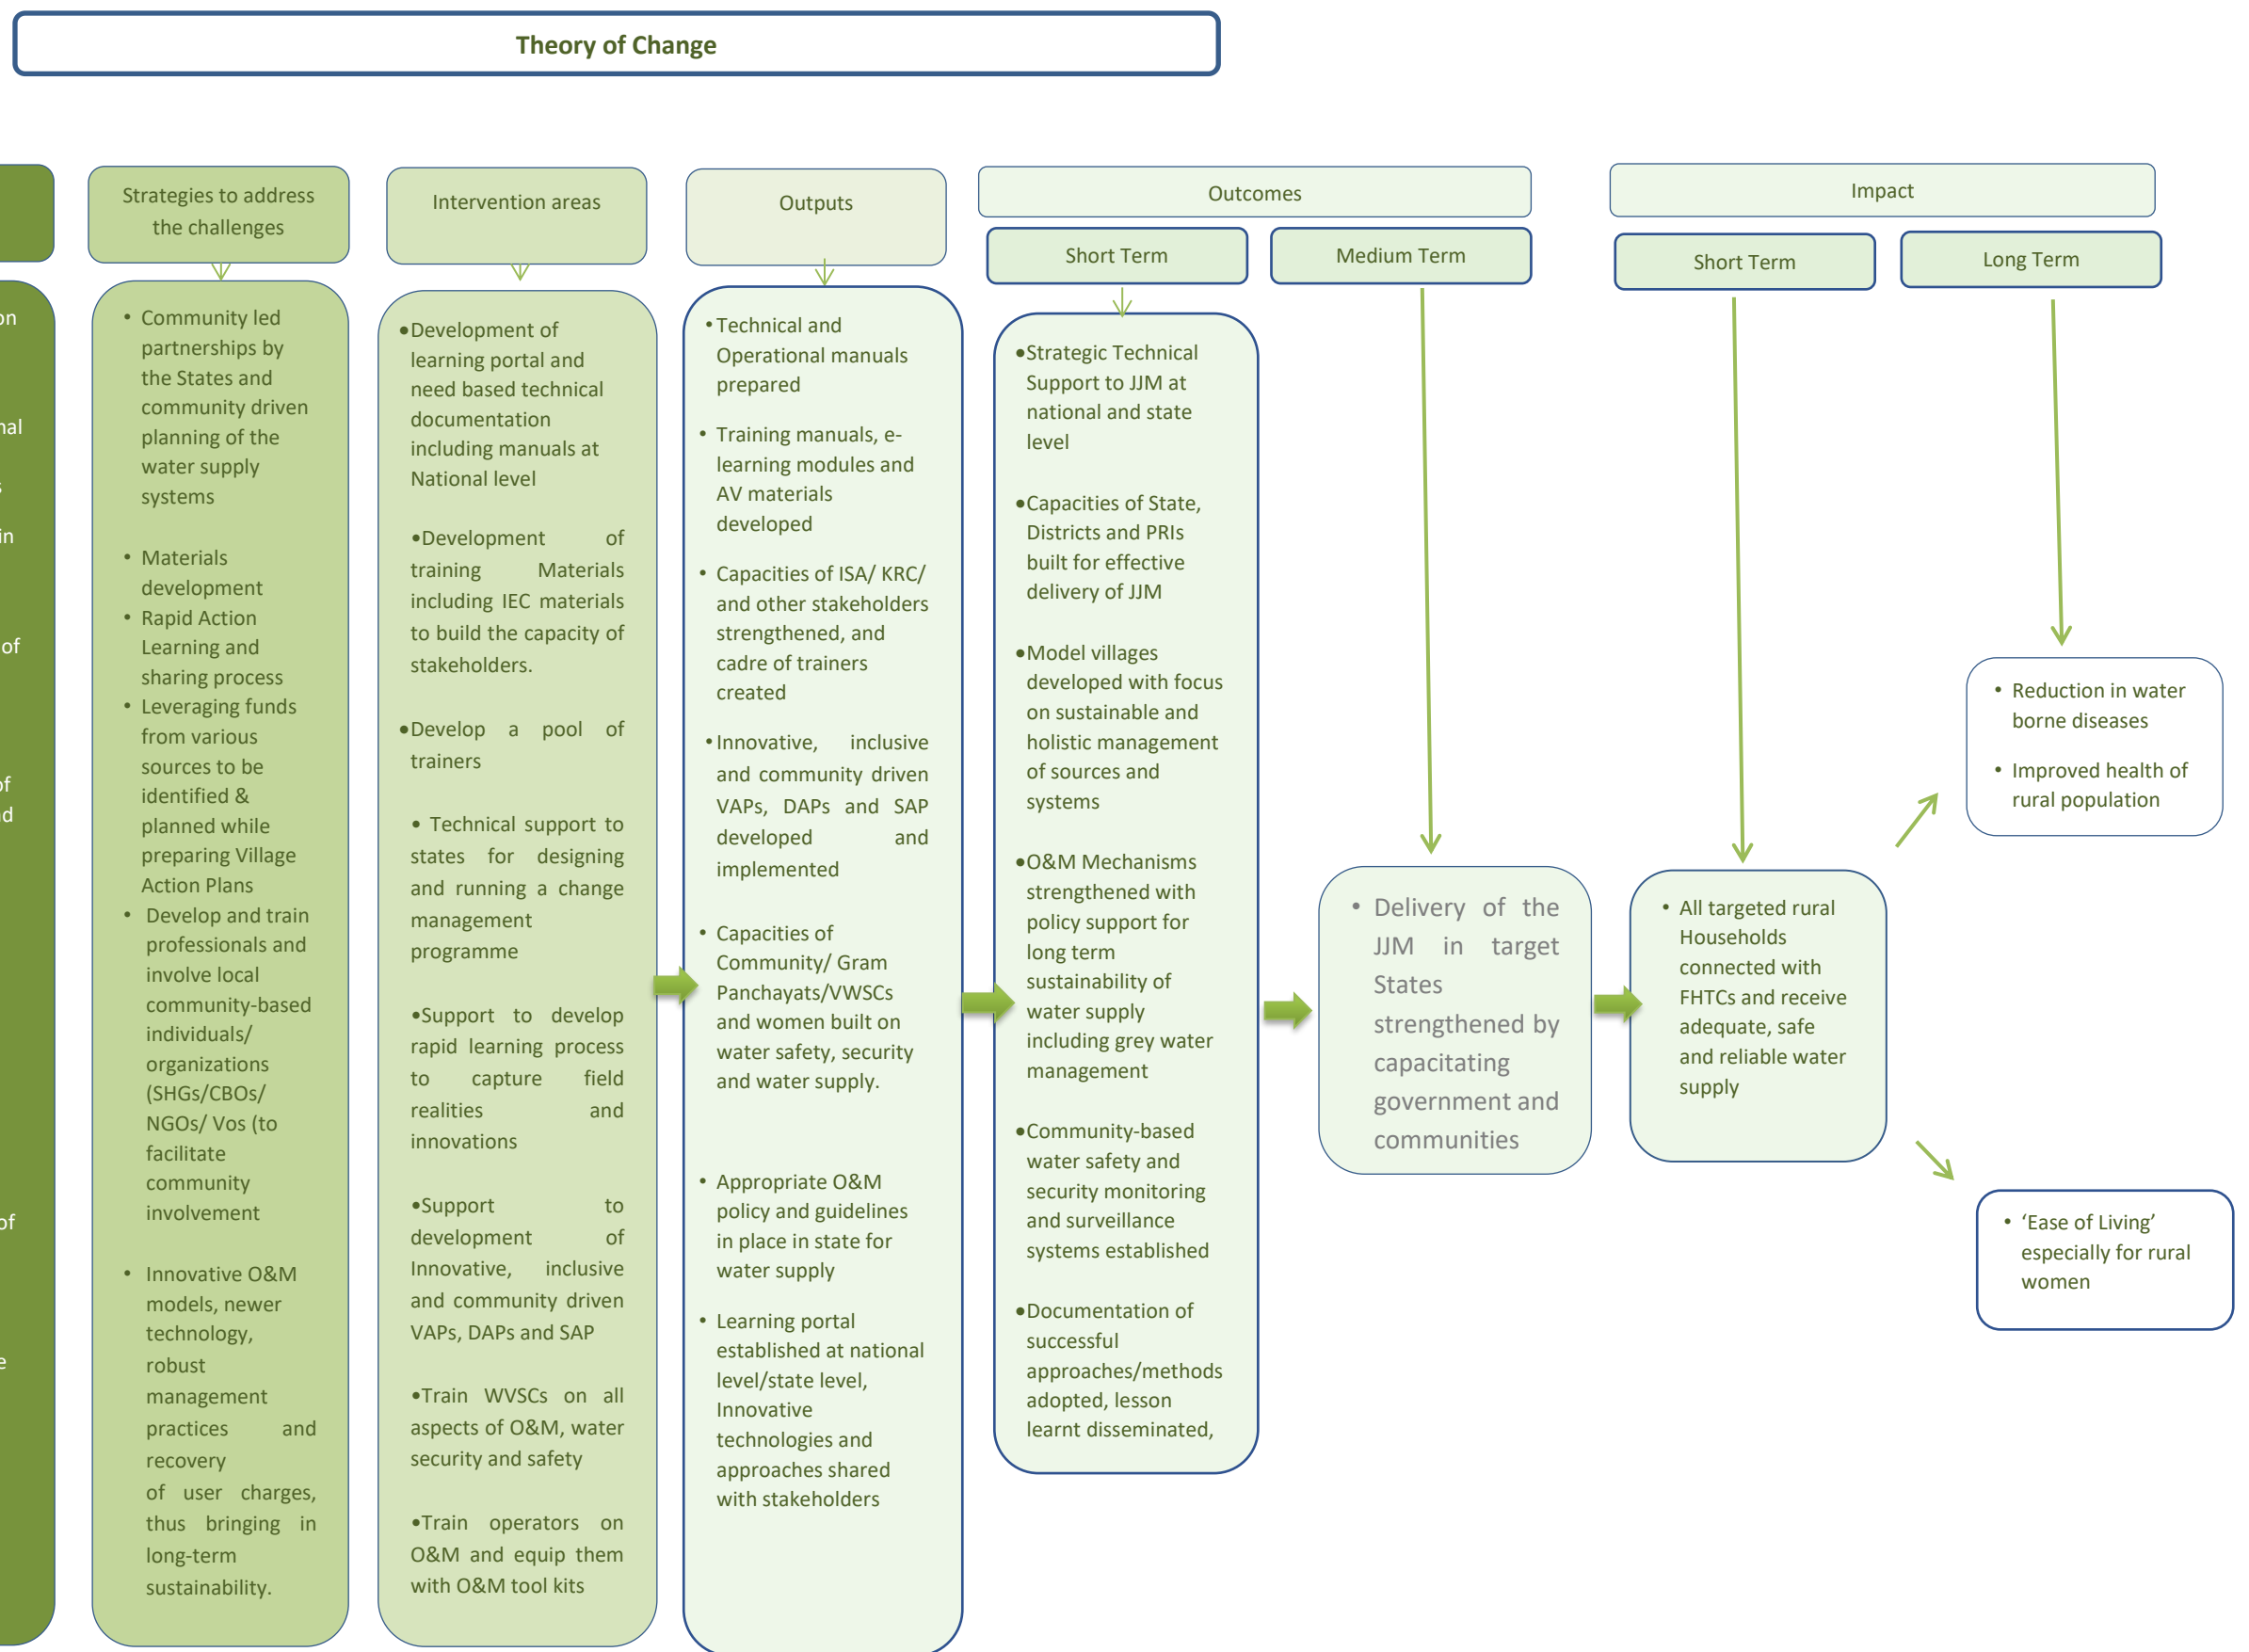 Theory of Change
on
nal
s
in
of
of
nd
of
e
Strategies to address
the challenges
• Community led
partnerships by
the States and
community driven
planning of the
water supply
systems
• Materials
development
• Rapid Action
Learning and
sharing process
• Leveraging funds
from various
sources to be
identified &
planned while
preparing Village
Action Plans
• Develop and train
professionals and
involve local
community-based
individuals/
organizations
(SHGs/CBOs/
NGOs/ Vos (to
facilitate
community
involvement
• Innovative O&M
models, newer
technology,
robust
management
practices and
recovery
of user charges,
thus bringing in
long-term
sustainability.
Intervention areas
•Development of
learning portal and
need based technical
documentation
including manuals at
National level
•Development of
training Materials
including IEC materials
to build the capacity of
stakeholders.
•Develop a pool of
trainers
• Technical support to
states for designing
and running a change
management
programme
•Support to develop
rapid learning process
to capture field
realities and
innovations
•Support to
development of
Innovative, inclusive
and community driven
VAPs, DAPs and SAP
•Train WVSCs on all
aspects of O&M, water
security and safety
•Train operators on
O&M and equip them
with O&M tool kits
Outputs
• Technical and
Operational manuals
prepared
• Training manuals, e-
learning modules and
AV materials
developed
• Capacities of ISA/ KRC/
and other stakeholders
strengthened, and
cadre of trainers
created
• Innovative, inclusive
and community driven
VAPs, DAPs and SAP
developed and
implemented
• Capacities of
Community/ Gram
Panchayats/VWSCs
and women built on
water safety, security
and water supply.
• Appropriate O&M
policy and guidelines
in place in state for
water supply
• Learning portal
established at national
level/state level,
Innovative
technologies and
approaches shared
with stakeholders
Outcomes
Short Term
•Strategic Technical
Support to JJM at
national and state
level
•Capacities of State,
Districts and PRIs
built for effective
delivery of JJM
•Model villages
developed with focus
on sustainable and
holistic management
of sources and
systems
•O&M Mechanisms
strengthened with
policy support for
long term
sustainability of
water supply
including grey water
management
•Community-based
water safety and
security monitoring
and surveillance
systems established
•Documentation of
successful
approaches/methods
adopted, lesson
learnt disseminated,
Medium Term
• Delivery of the
JJM in target
States
strengthened by
capacitating
government and
communities
Impact
Short Term
• All targeted rural
Households
connected with
FHTCs and receive
adequate, safe
and reliable water
supply
Long Term
• Reduction in water
borne diseases
• Improved health of
rural population
• ‘Ease of Living’
especially for rural
women